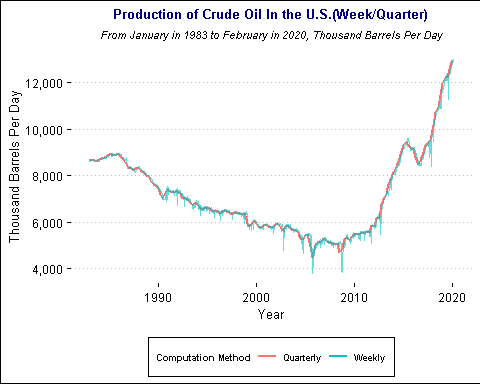 Production of Crude Oil In the U.S.(Week/Quarter)
From January in 1983 to February in 2020, Thousand Barrels Per Day
Thousand Barrels Per Day
12,000
10,000
8,000
6,000
4,000
1990 2000 2010 2020
Year
Computation Method Quarterly Weekly